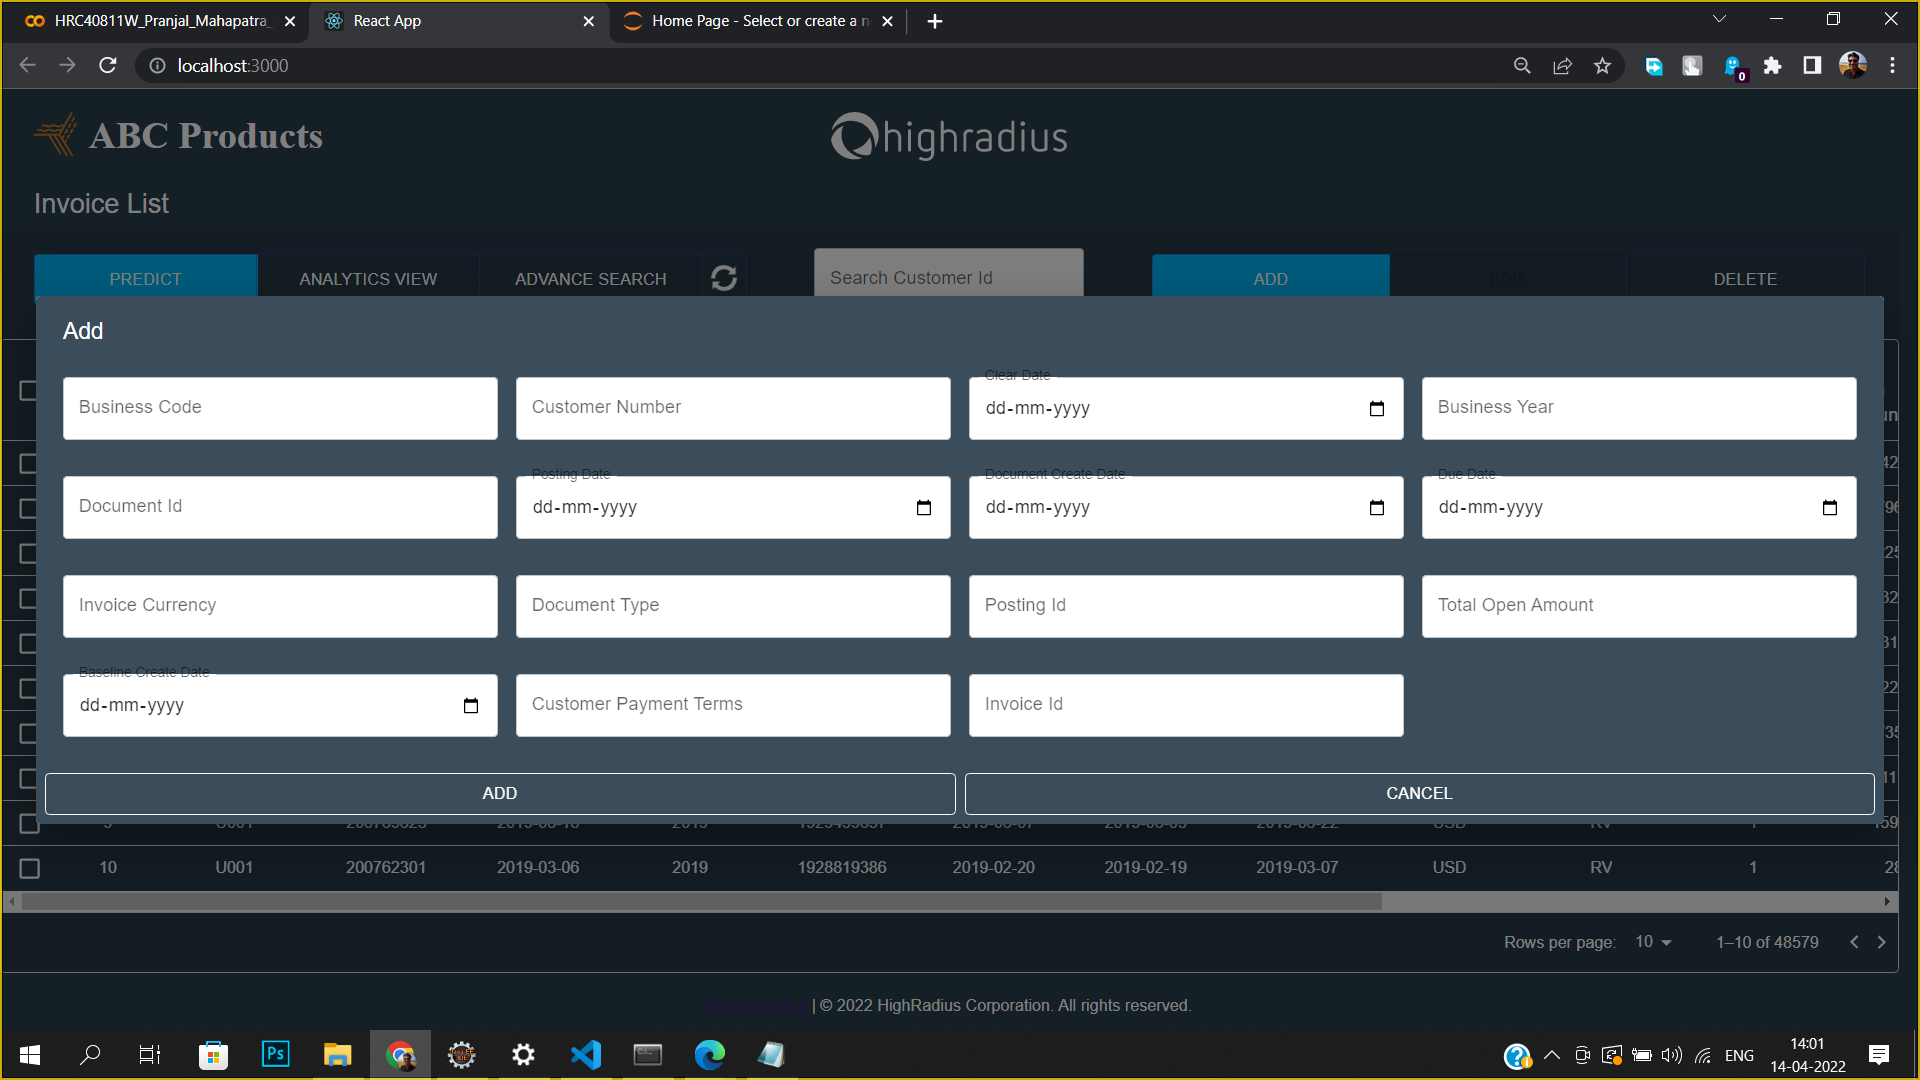 HRC40811W_Pranjal_Mahapatra_
React App
Home Page - Select or create a n
localhost:3000
0
ABC Products
highradius
Invoice List
PREDICT
ANALYTICS VIEW
ADVANCE SEARCH
Search Customer Id
ADD
EDIT
DELETE
Add
Business Code
Customer Number
Clear Date
dd-mm-yyyy
Business Year
Document Id
Posting Date
dd-mm-yyyy
Document Create Date
dd-mm-yyyy
Due Date
dd-mm-yyyy
Invoice Currency
Document Type
Posting Id
Total Open Amount
Baseline Create Date
dd-mm-yyyy
Customer Payment Terms
Invoice Id
ADD
CANCEL
10 U001 200762301 2019-03-06 2019 1928819386 2019-02-20 2019-02-19 2019-03-07 USD RV 1 28
Rows per page: 10 1–10 of 48579
| © 2022 HighRadius Corporation. All rights reserved.
Ps
ENG
14:01
14-04-2022